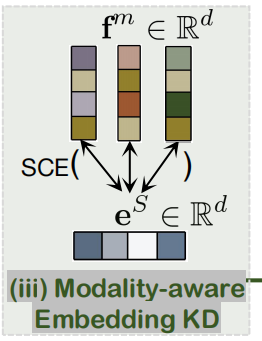 f^m ∈ ℝ^d
SCE( )
e^S ∈ ℝ^d
(iii) Modality-aware
Embedding KD